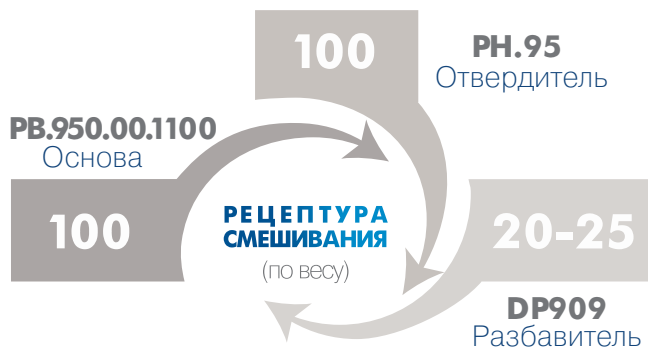 100
PH.95
Отвердитель
PB.950.00.1100
Основа
100
РЕЦЕПТУРА
СМЕШИВАНИЯ
(по весу)
20-25
DP909
Разбавитель